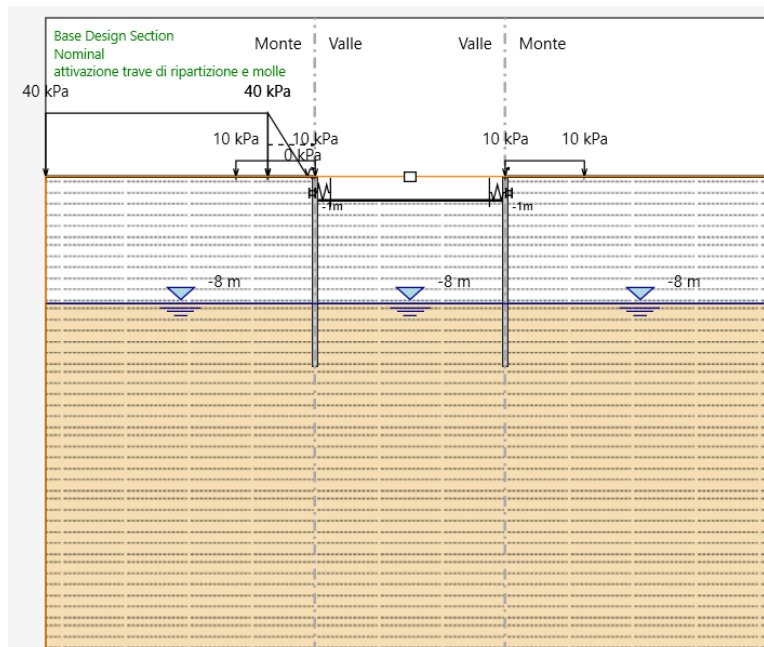 Base Design Section
Nominal
attivazione trave di ripartizione e molle
Monte Valle Valle Monte
40 kPa 40 kPa
10 kPa 10 kPa 10 kPa 10 kPa
0 kPa
-1m -1m
-8 m -8 m -8 m